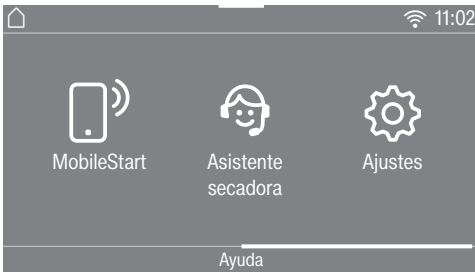 11:02
MobileStart
Asistente
secadora
Ajustes
Ayuda